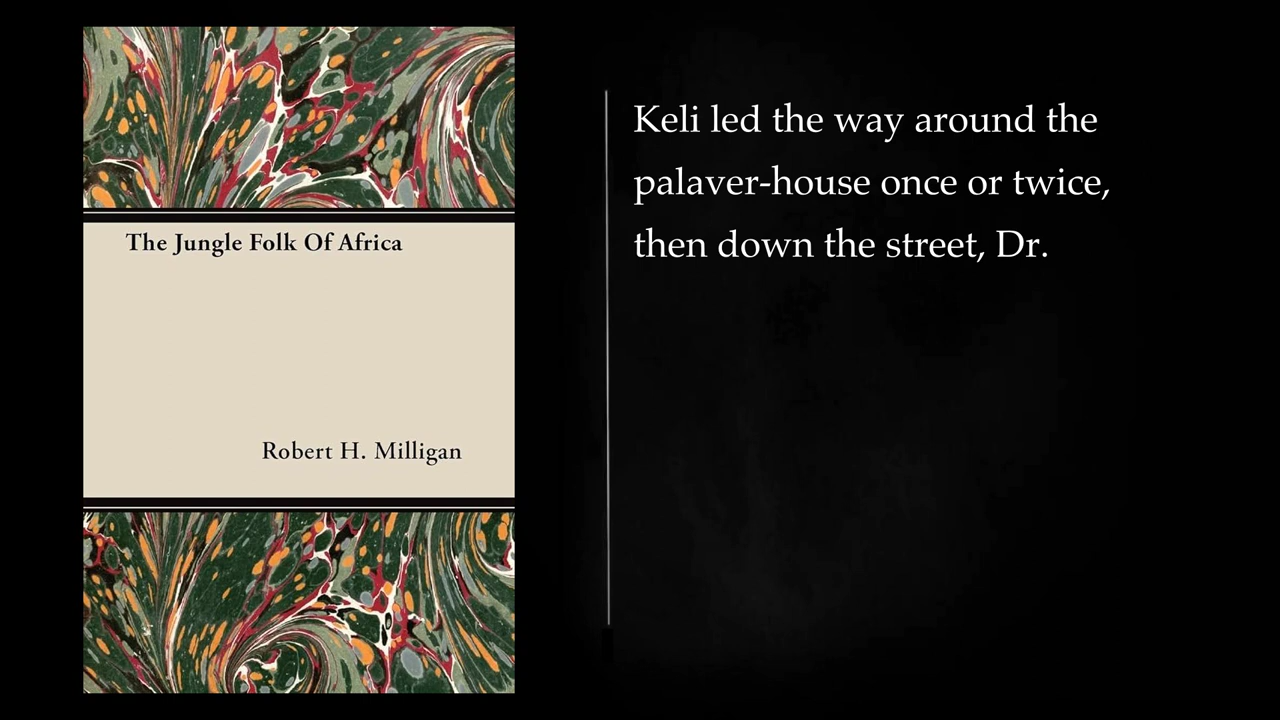 The Jungle Folk Of Africa
Robert H. Milligan
Keli led the way around the
palaver-house once or twice,
then down the street, Dr.